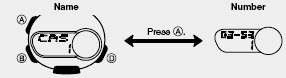 Name
Number
A
CAS
1
B
D
Press A.
03-53
1